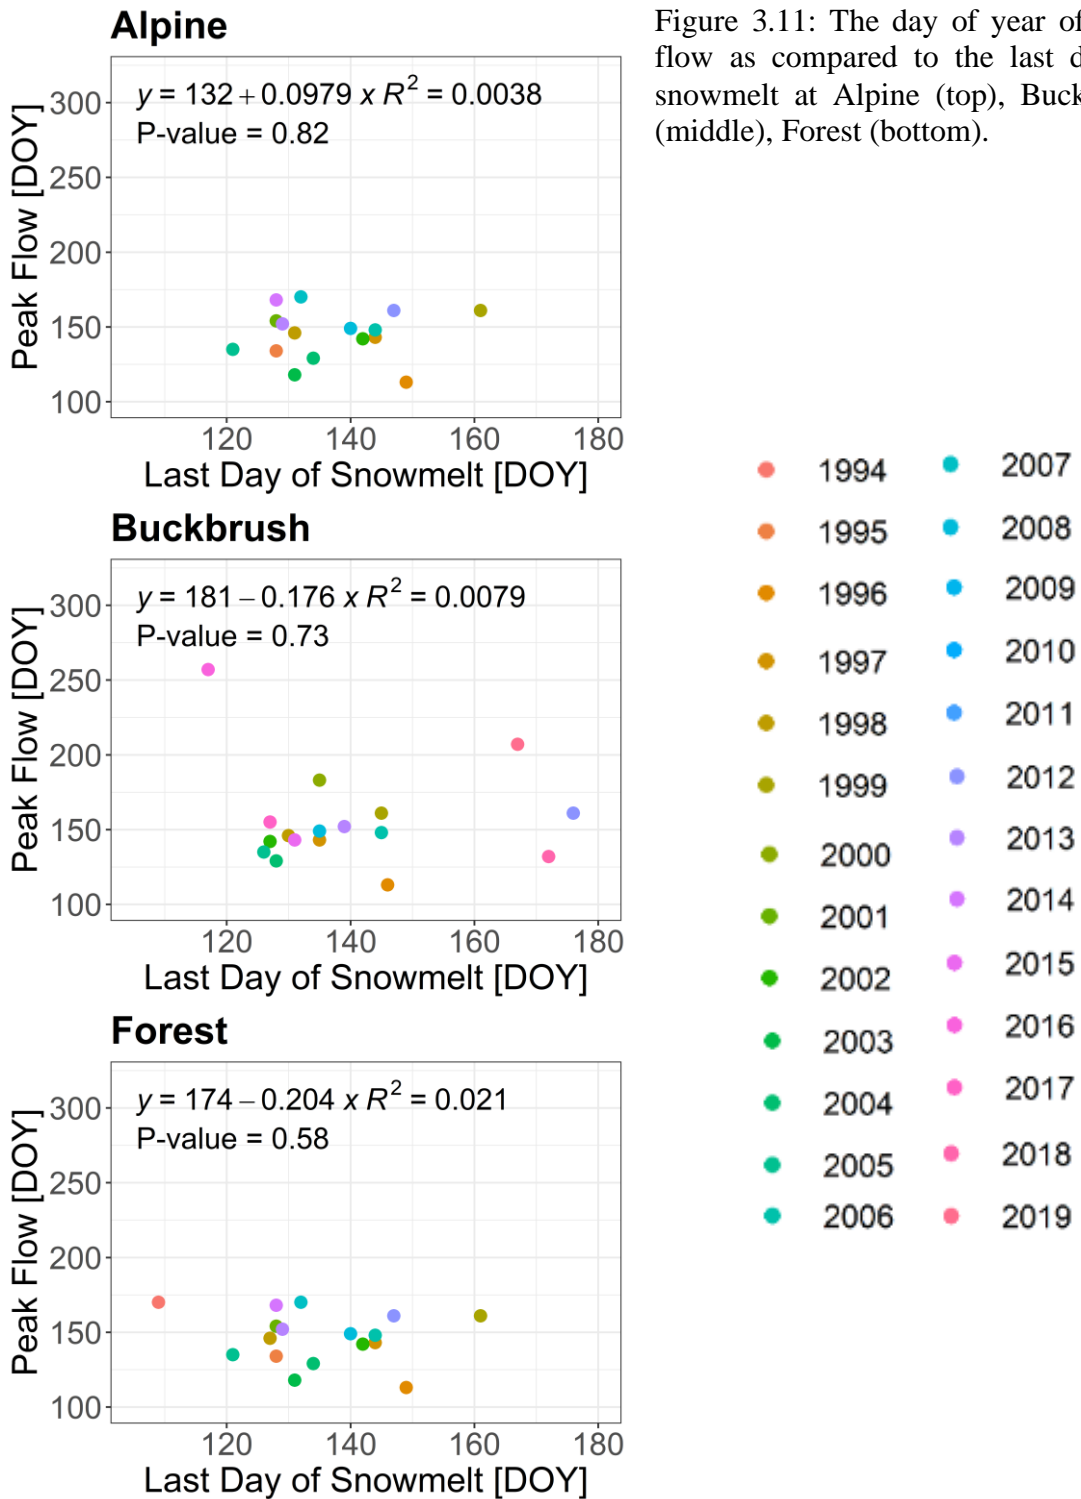 Alpine
Figure 3.11: The day of year of
flow as compared to the last d
snowmelt at Alpine (top), Buck
(middle), Forest (bottom).
y = 132 + 0.0979 x R² = 0.0038
P-value = 0.82
Peak Flow [DOY]
300
250
200
150
100
120 140 160 180
Last Day of Snowmelt [DOY]
Buckbrush
y = 181 – 0.176 x R² = 0.0079
P-value = 0.73
Peak Flow [DOY]
300
250
200
150
100
120 140 160 180
Last Day of Snowmelt [DOY]
Forest
y = 174 – 0.204 x R² = 0.021
P-value = 0.58
Peak Flow [DOY]
300
250
200
150
100
120 140 160 180
Last Day of Snowmelt [DOY]
1994
1995
1996
1997
1998
1999
2000
2001
2002
2003
2004
2005
2006
2007
2008
2009
2010
2011
2012
2013
2014
2015
2016
2017
2018
2019